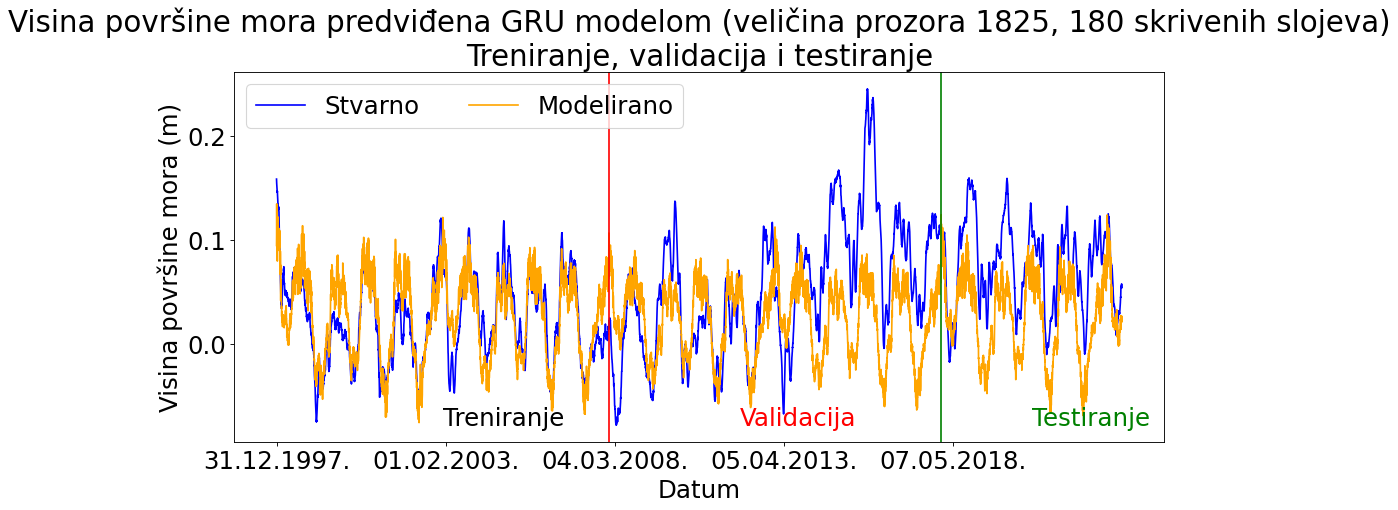 Visina površine mora predviđena GRU modelom (veličina prozora 1825, 180 skrivenih slojeva)
Treniranje, validacija i testiranje
Stvarno
Modelirano
Visina površine mora (m)
0.2
0.1
0.0
Treniranje
Validacija
Testiranje
31.12.1997.
01.02.2003.
04.03.2008.
05.04.2013.
07.05.2018.
Datum